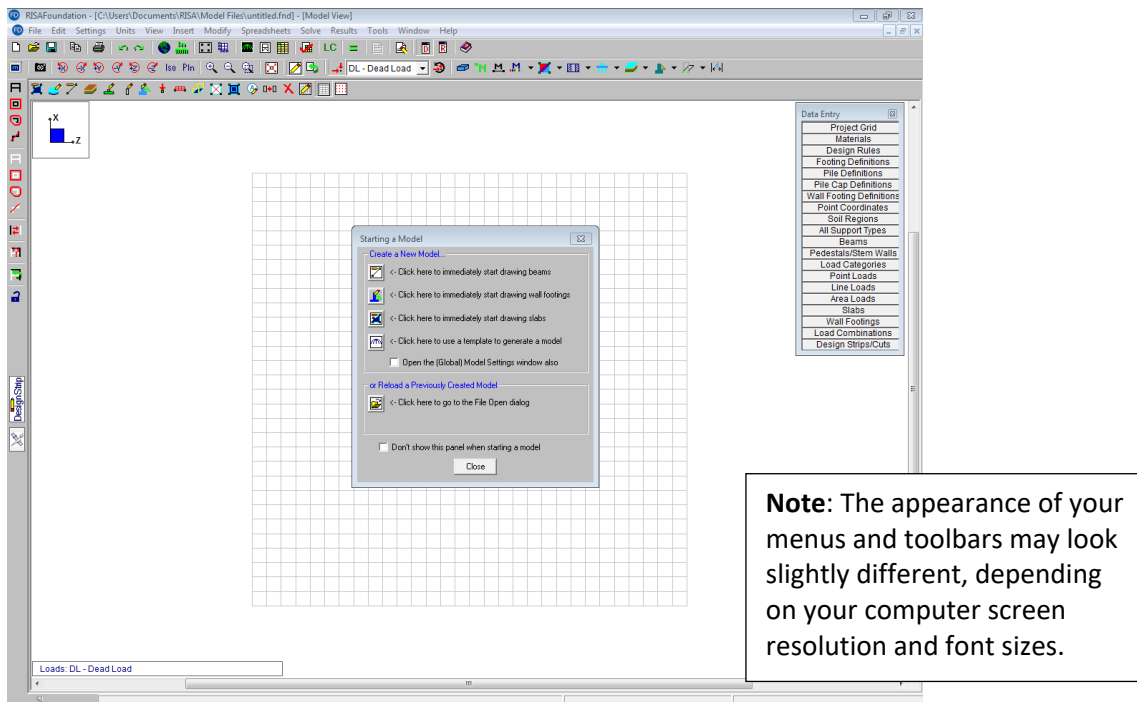 RISAFoundation - [C:\Users\Documents\RISA\Model Files\untitled.fnd] - [Model View]
File Edit Settings Units View Insert Modify Spreadsheets Solve Results Tools Window Help
LC =
Iso Pln DL - Dead Load
X
Z
DesignStrip
Starting a Model
Create a New Model...
<- Click here to immediately start drawing beams
<- Click here to immediately start drawing wall footings
<- Click here to immediately start drawing slabs
<- Click here to use a template to generate a model
Open the (Global) Model Settings window also
or Reload a Previously Created Model
<- Click here to go to the File Open dialog
Don't show this panel when starting a model
Close
Data Entry
Project Grid
Materials
Design Rules
Footing Definitions
Pile Definitions
Pile Cap Definitions
Wall Footing Definitions
Point Coordinates
Soil Regions
All Support Types
Beams
Pedestals/Stem Walls
Load Categories
Point Loads
Line Loads
Area Loads
Slabs
Wall Footings
Load Combinations
Design Strips/Cuts
Loads: DL - Dead Load
Note: The appearance of your
menus and toolbars may look
slightly different, depending
on your computer screen
resolution and font sizes.